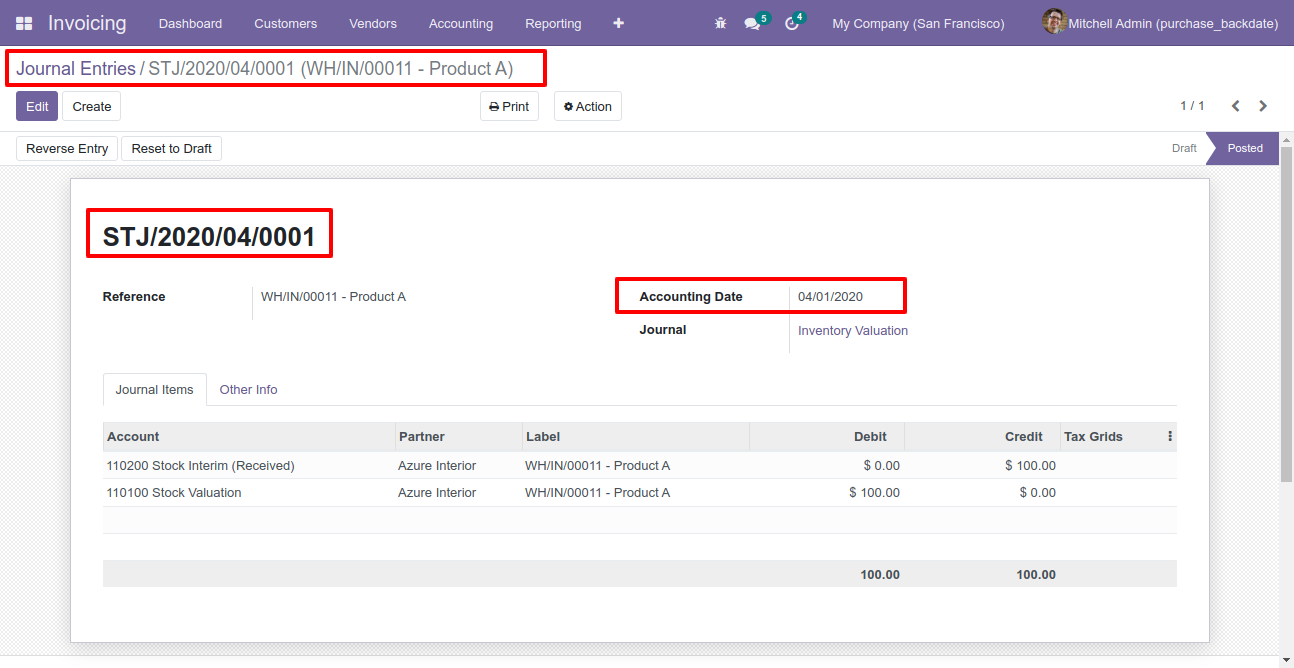 Invoicing Dashboard Customers Vendors Accounting Reporting 5 4 My Company (San Francisco) Mitchell Admin (purchase_backdate)
Journal Entries / STJ/2020/04/0001 (WH/IN/00011 - Product A)
Edit Create Print Action 1 / 1
Reverse Entry Reset to Draft Draft Posted
STJ/2020/04/0001
Reference WH/IN/00011 - Product A Accounting Date 04/01/2020
Journal Inventory Valuation
Journal Items Other Info
Account Partner Label Debit Credit Tax Grids
110200 Stock Interim (Received) Azure Interior WH/IN/00011 - Product A $ 0.00 $ 100.00
110100 Stock Valuation Azure Interior WH/IN/00011 - Product A $ 100.00 $ 0.00
100.00 100.00